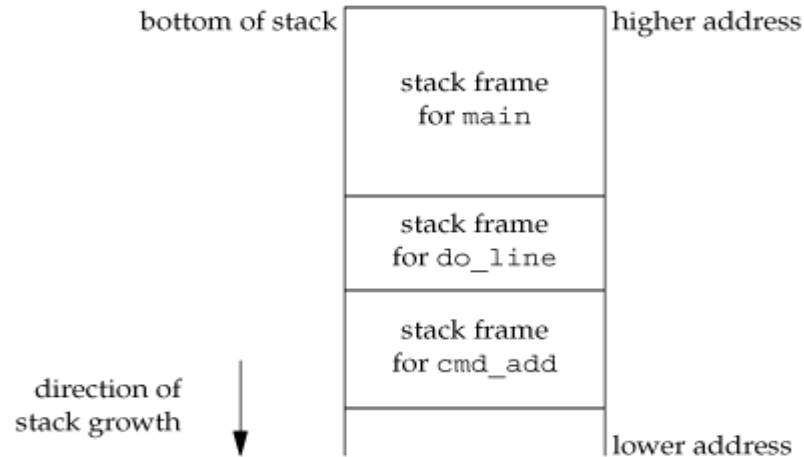 bottom of stack
higher address
stack frame
for main
stack frame
for do_line
stack frame
for cmd_add
direction of
stack growth
lower address